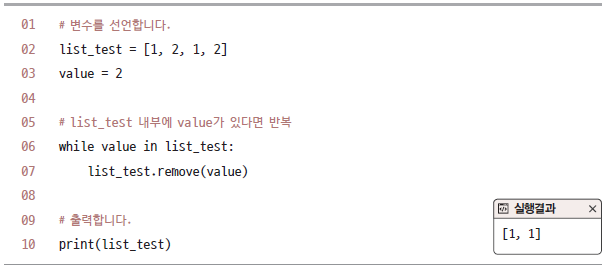 01 # 변수를 선언합니다.
02 list_test = [1, 2, 1, 2]
03 value = 2
04
05 # list_test 내부에 value가 있다면 반복
06 while value in list_test:
07     list_test.remove(value)
08
09 # 출력합니다.
10 print(list_test)
실행결과 ×
[1, 1]